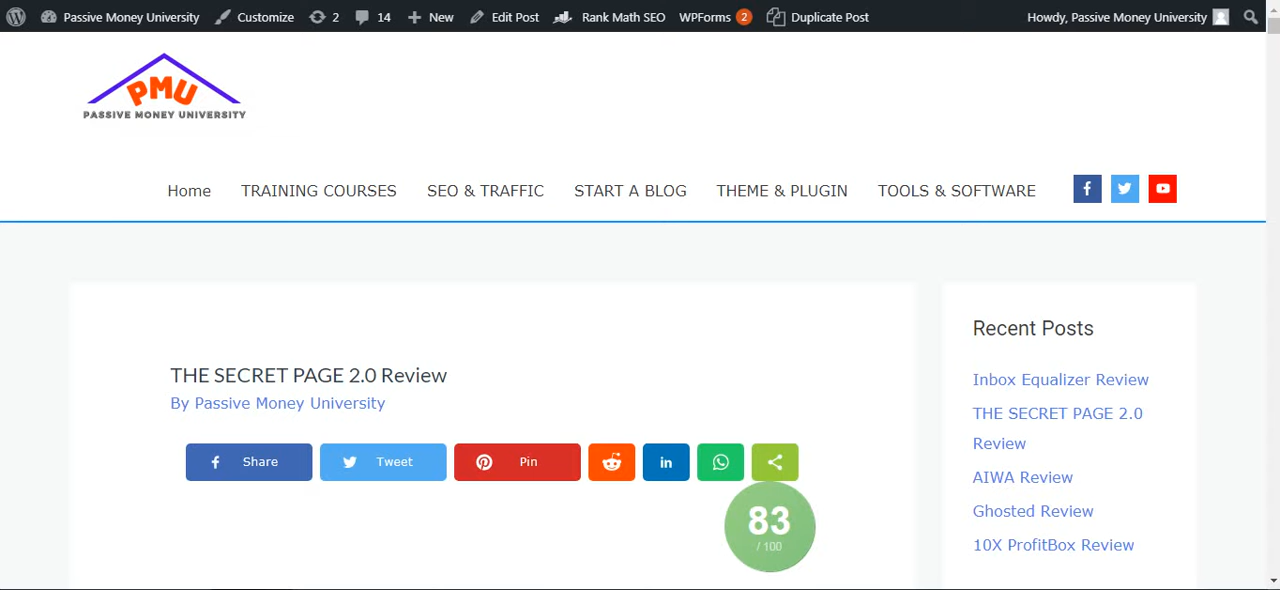 Passive Money University Customize 2 14 New Edit Post Rank Math SEO WPForms 2 Duplicate Post Howdy, Passive Money University
PMU
PASSIVE MONEY UNIVERSITY
Home TRAINING COURSES SEO & TRAFFIC START A BLOG THEME & PLUGIN TOOLS & SOFTWARE
THE SECRET PAGE 2.0 Review
By Passive Money University
Share Tweet Pin
83
/ 100
Recent Posts
Inbox Equalizer Review
THE SECRET PAGE 2.0
Review
AIWA Review
Ghosted Review
10X ProfitBox Review